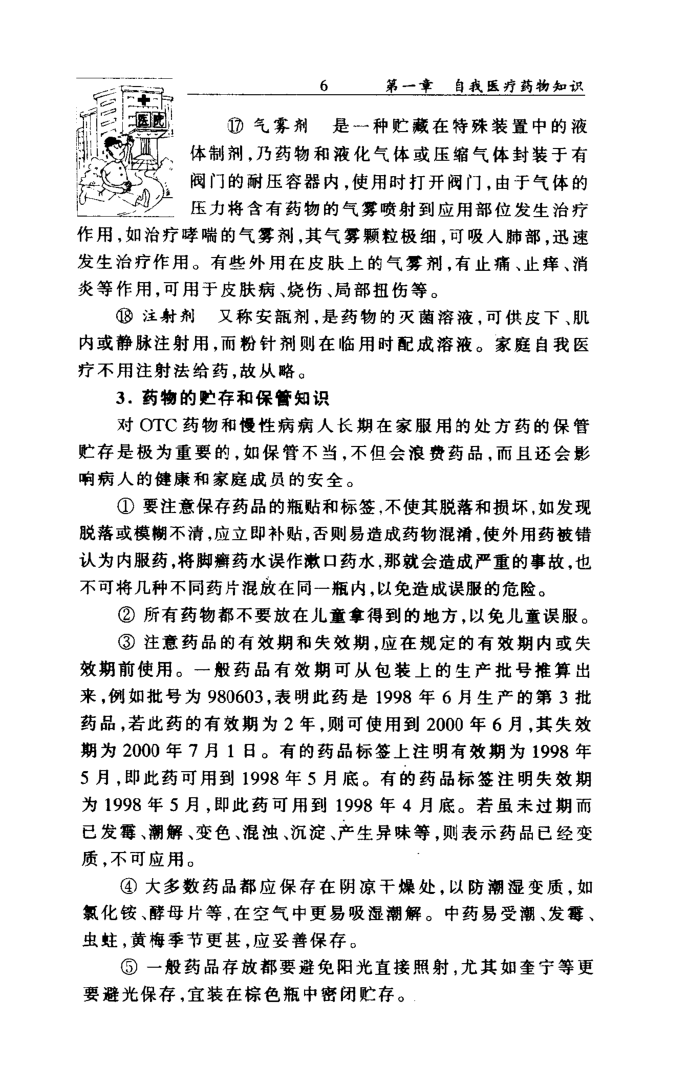 6 第一章 自我医疗药物知识
医院
⑰ 气雾剂 是一种贮藏在特殊装置中的液
体制剂,乃药物和液化气体或压缩气体封装于有
阀门的耐压容器内,使用时打开阀门,由于气体的
压力将含有药物的气雾喷射到应用部位发生治疗
作用,如治疗哮喘的气雾剂,其气雾颗粒极细,可吸人肺部,迅速
发生治疗作用。有些外用在皮肤上的气雾剂,有止痛、止痒、消
炎等作用,可用于皮肤病、烧伤、局部扭伤等。
⑱ 注射剂 又称安瓿剂,是药物的灭菌溶液,可供皮下、肌
内或静脉注射用,而粉针剂则在临用时配成溶液。家庭自我医
疗不用注射法给药,故从略。
3. 药物的贮存和保管知识
对 OTC 药物和慢性病病人长期在家服用的处方药的保管
贮存是极为重要的,如保管不当,不但会浪费药品,而且还会影
响病人的健康和家庭成员的安全。
① 要注意保存药品的瓶贴和标签,不使其脱落和损坏,如发现
脱落或模糊不清,应立即补贴,否则易造成药物混淆,使外用药被错
认为内服药,将脚癣药水误作漱口药水,那就会造成严重的事故,也
不可将几种不同药片混放在同一瓶内,以免造成误服的危险。
② 所有药物都不要放在儿童拿得到的地方,以免儿童误服。
③ 注意药品的有效期和失效期,应在规定的有效期内或失
效期前使用。一般药品有效期可从包装上的生产批号推算出
来,例如批号为 980603,表明此药是 1998 年 6 月生产的第 3 批
药品,若此药的有效期为 2 年,则可使用到 2000 年 6 月,其失效
期为 2000 年 7 月 1 日。有的药品标签上注明有效期为 1998 年
5 月,即此药可用到 1998 年 5 月底。有的药品标签注明失效期
为 1998 年 5 月,即此药可用到 1998 年 4 月底。若虽未过期而
已发霉、潮解、变色、混浊、沉淀、产生异味等,则表示药品已经变
质,不可应用。
④ 大多数药品都应保存在阴凉干燥处,以防潮湿变质,如
氯化铵、酵母片等,在空气中更易吸湿潮解。中药易受潮、发霉、
虫蛀,黄梅季节更甚,应妥善保存。
⑤ 一般药品存放都要避免阳光直接照射,尤其如奎宁等更
要避光保存,宜装在棕色瓶中密闭贮存。